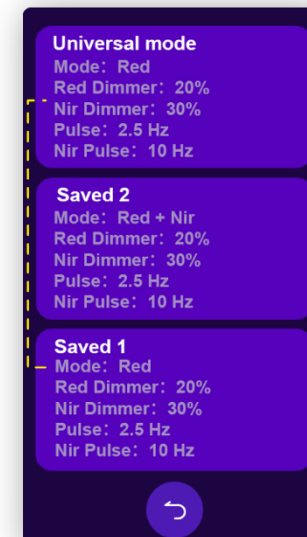 Universal mode
Mode: Red
Red Dimmer: 20%
Nir Dimmer: 30%
Pulse: 2.5 Hz
Nir Pulse: 10 Hz
Saved 2
Mode: Red + Nir
Red Dimmer: 20%
Nir Dimmer: 30%
Pulse: 2.5 Hz
Nir Pulse: 10 Hz
Saved 1
Mode: Red
Red Dimmer: 20%
Nir Dimmer: 30%
Pulse: 2.5 Hz
Nir Pulse: 10 Hz